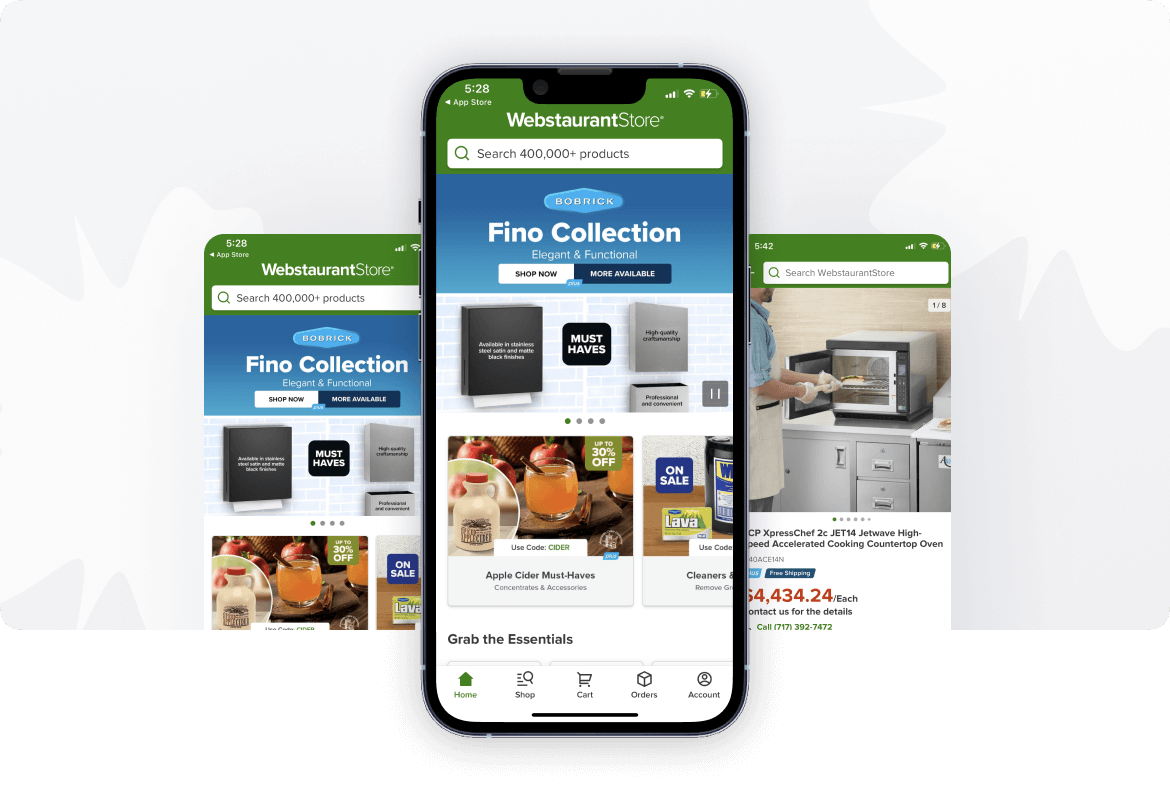 5:28
App Store
WebstaurantStore®
Search 400,000+ products
BOBRICK
Fino Collection
Elegant & Functional
SHOP NOW
MORE AVAILABLE
plus
Available in stainless
steel satin and matte
black finishes
MUST
HAVES
High-quality
craftsmanship
Professional
and convenient
UP TO
30%
OFF
Use Code: CIDER
plus
Apple Cider Must-Haves
Concentrates & Accessories
ON
SALE
Lava
Use Code
Cleaners &
Remove
Grab the Essentials
Home
Shop
Cart
Orders
Account
5:28
App Store
WebstaurantStore®
Search 400,000+ products
BOBRICK
Fino Collection
Elegant & Functional
SHOP NOW
MORE AVAILABLE
plus
Available in stainless
steel satin and matte
black finishes
MUST
HAVES
High-quality
craftsmanship
Professional
and convenient
UP TO
30%
OFF
Use Code: CIDER
ON
SALE
Lava
5:42
Search WebstaurantStore
1 / 8
CP XpressChef 2c JET14 Jetwave High-
peed Accelerated Cooking Countertop Oven
40ACE14N
Free Shipping
$4,434.24/Each
ontact us for the details
Call (717) 392-7472